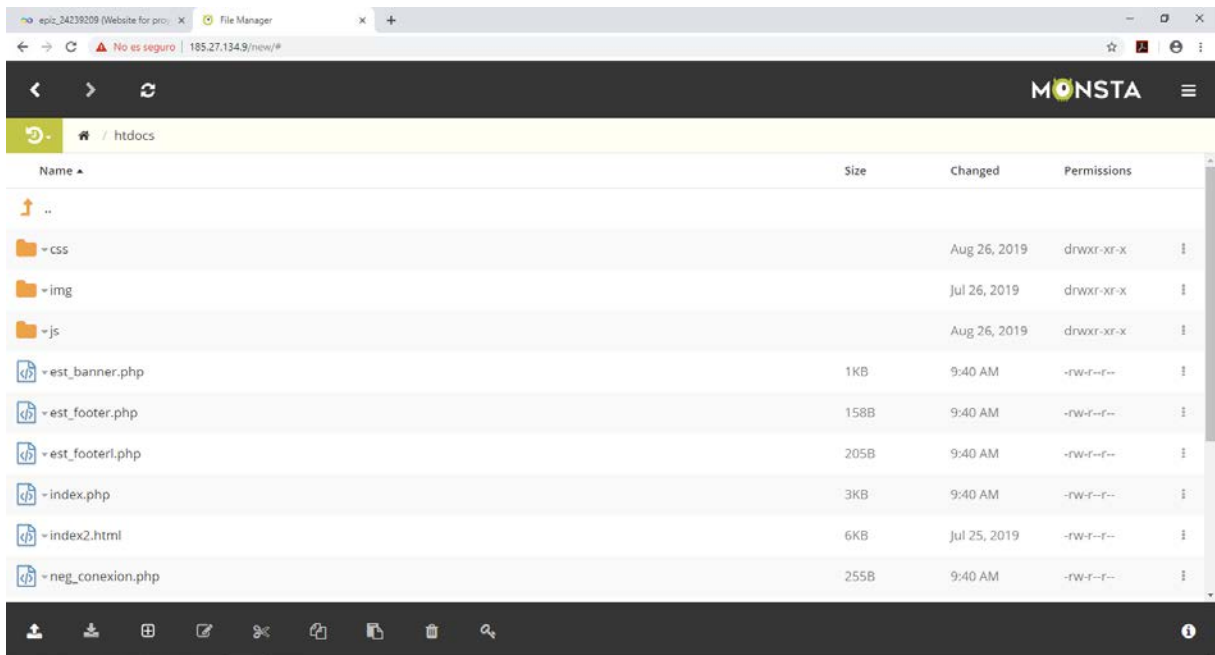 epiz_24239209 (Website for proj
File Manager
No es seguro | 185.27.134.9/new/#
MONSTA
/ htdocs
Name Size Changed Permissions
..
css Aug 26, 2019 drwxr-xr-x
img Jul 26, 2019 drwxr-xr-x
js Aug 26, 2019 drwxr-xr-x
est_banner.php 1KB 9:40 AM -rw-r--r--
est_footer.php 158B 9:40 AM -rw-r--r--
est_footerl.php 205B 9:40 AM -rw-r--r--
index.php 3KB 9:40 AM -rw-r--r--
index2.html 6KB Jul 25, 2019 -rw-r--r--
neg_conexion.php 255B 9:40 AM -rw-r--r--